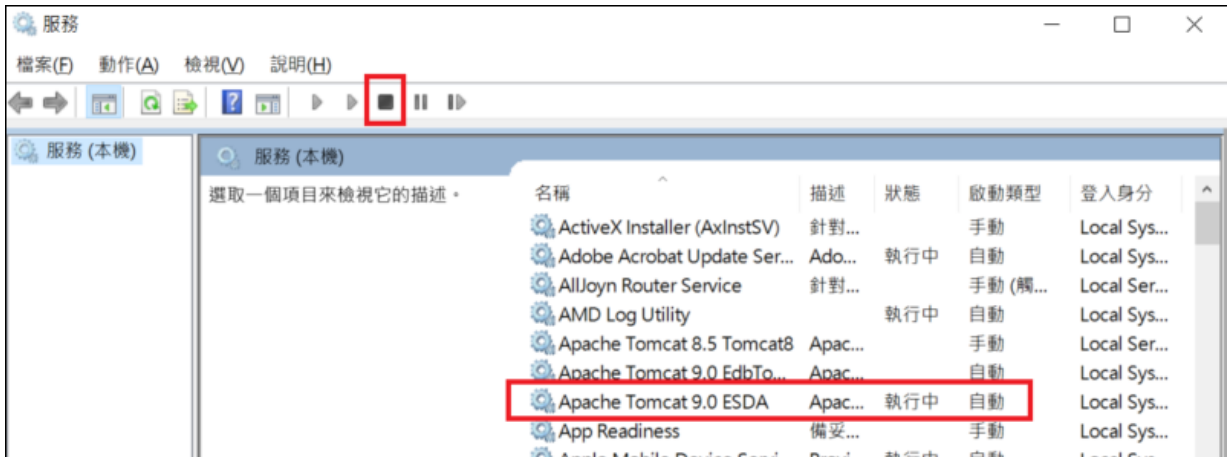 服務
檔案(F) 動作(A) 檢視(V) 說明(H)
服務 (本機)
服務 (本機)
選取一個項目來檢視它的描述。
名稱 描述 狀態 啟動類型 登入身分
ActiveX Installer (AxInstSV) 針對... 手動 Local Sys...
Adobe Acrobat Update Ser... Ado... 執行中 自動 Local Sys...
AllJoyn Router Service 針對... 手動 (觸... Local Ser...
AMD Log Utility 執行中 自動 Local Sys...
Apache Tomcat 8.5 Tomcat8 Apac... 手動 Local Ser...
Apache Tomcat 9.0 EdbTo... Apac... 自動 Local Sys...
Apache Tomcat 9.0 ESDA Apac... 執行中 自動 Local Sys...
App Readiness 備妥... 手動 Local Sys...